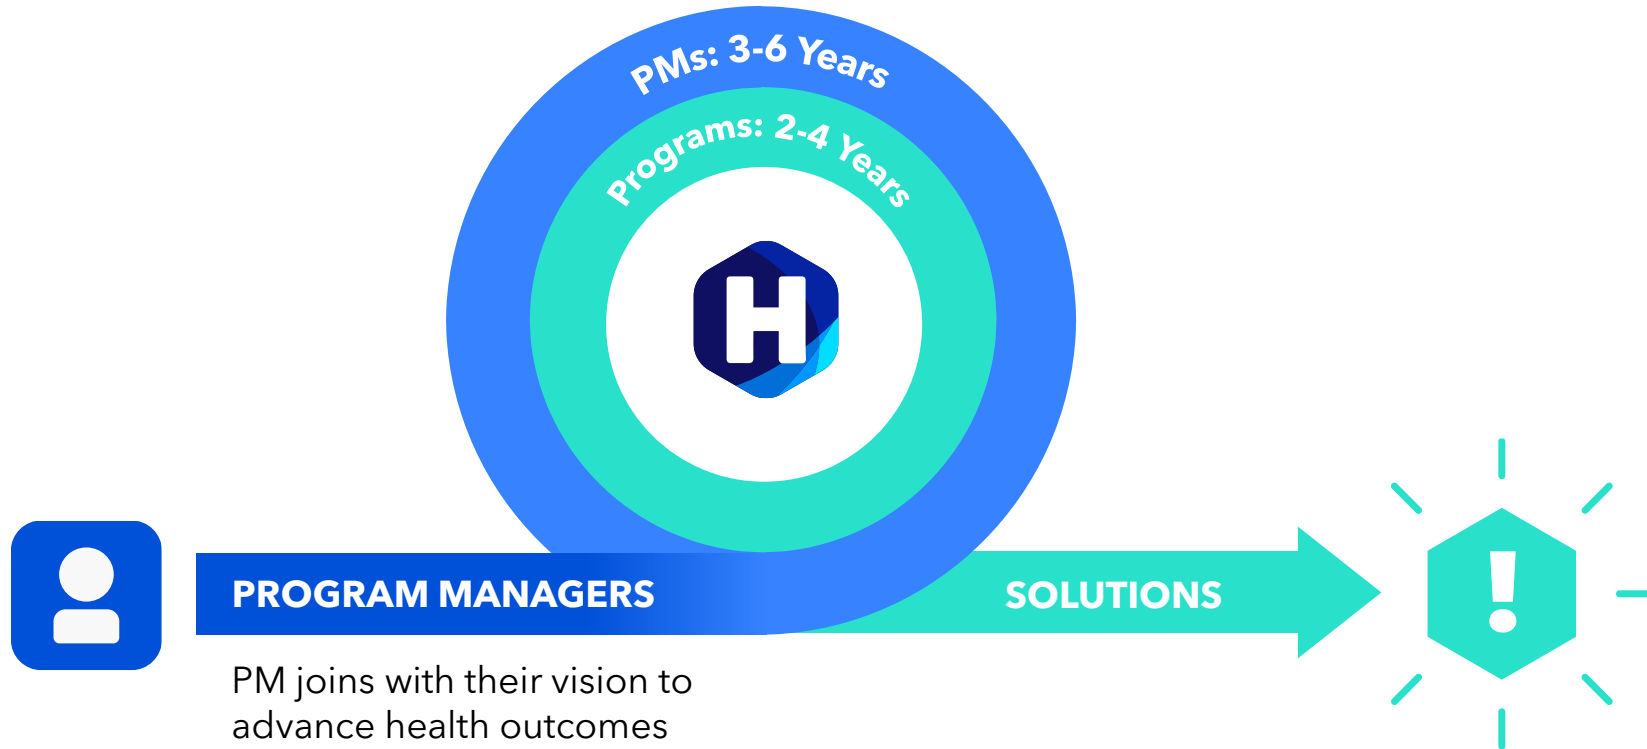 PMs: 3-6 Years
Programs: 2-4 Years
H
PROGRAM MANAGERS
SOLUTIONS
!
PM joins with their vision to
advance health outcomes